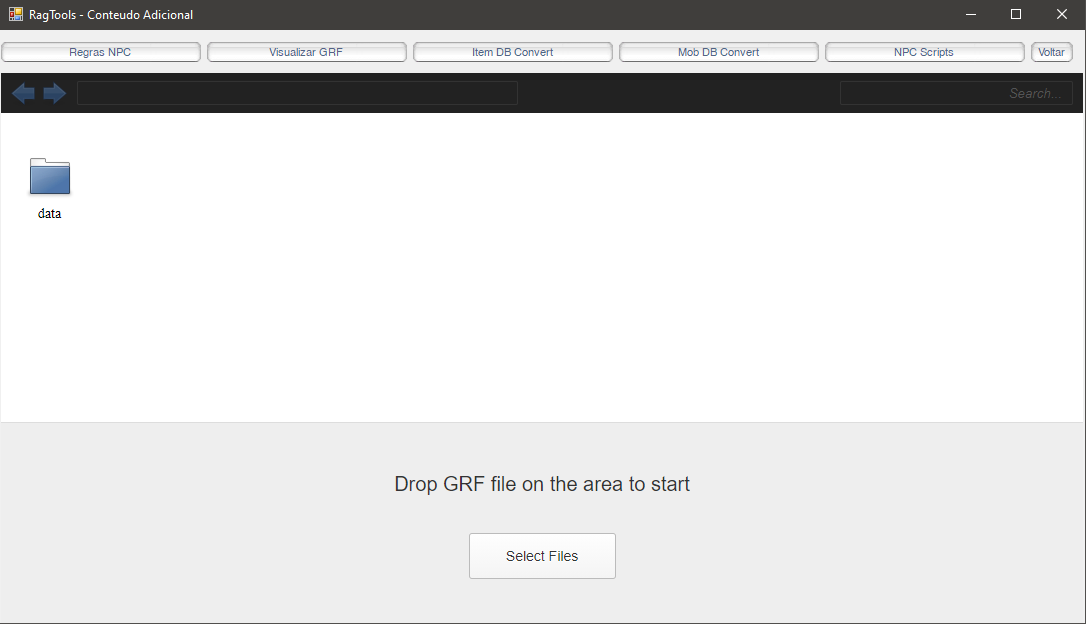 RagTools - Conteudo Adicional
Regras NPC
Visualizar GRF
Item DB Convert
Mob DB Convert
NPC Scripts
Voltar
Search...
data
Drop GRF file on the area to start
Select Files